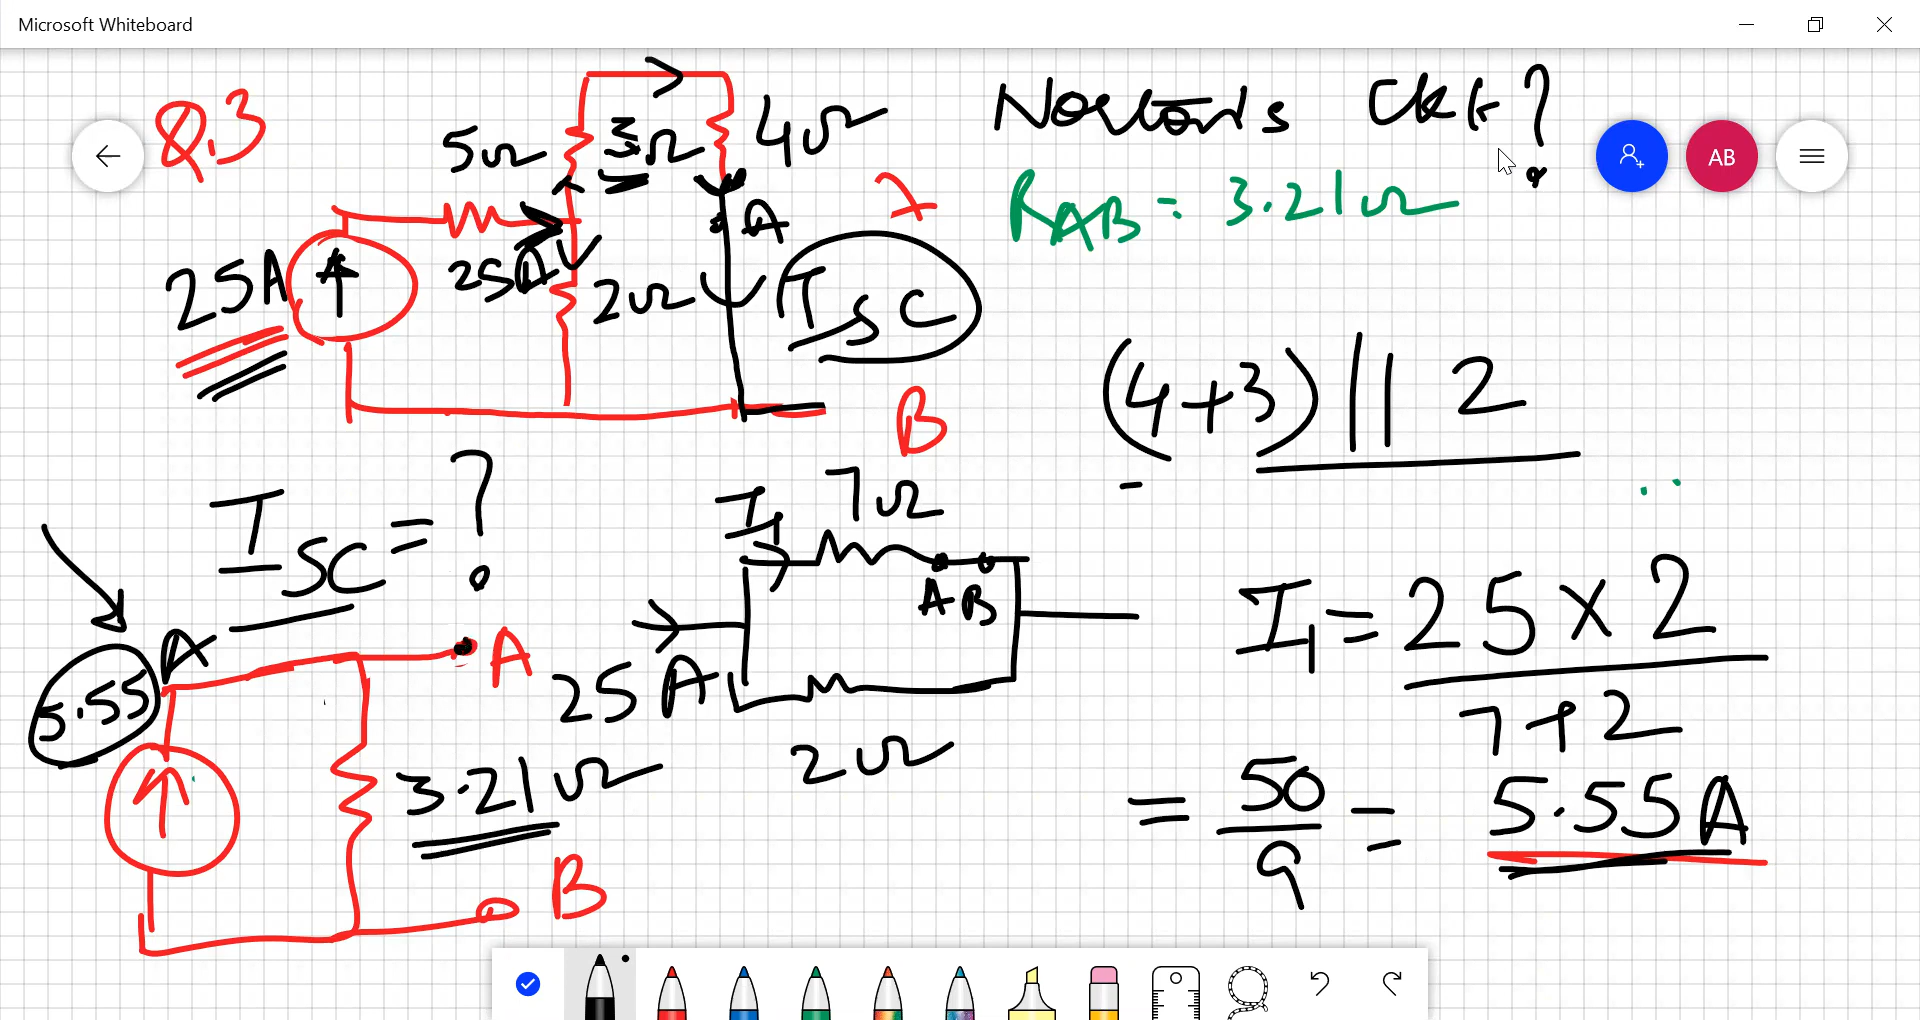 Microsoft Whiteboard
Q.3
5Ω 3Ω 4Ω
Norton's Ckt ?
AB
RAB = 3.21Ω
A
25A 25A 2Ω ISC
B
(4+3) || 2
ISC = ?
I1 7Ω
A B
25A
2Ω
I1 = 25 x 2
7+2
= 50
9
= 5.55A
5.55 A
A
3.21Ω
B